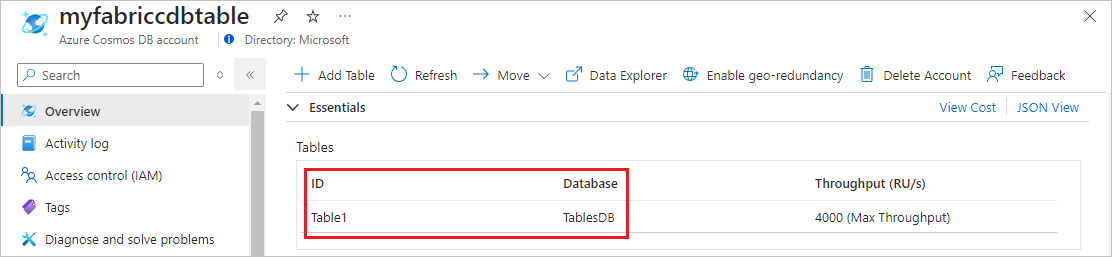 myfabriccdbtable
Azure Cosmos DB account
Directory: Microsoft
Search
Add Table Refresh Move Data Explorer Enable geo-redundancy Delete Account Feedback
Overview
Activity log
Access control (IAM)
Tags
Diagnose and solve problems
Essentials View Cost JSON View
Tables
ID Database Throughput (RU/s)
Table1 TablesDB 4000 (Max Throughput)